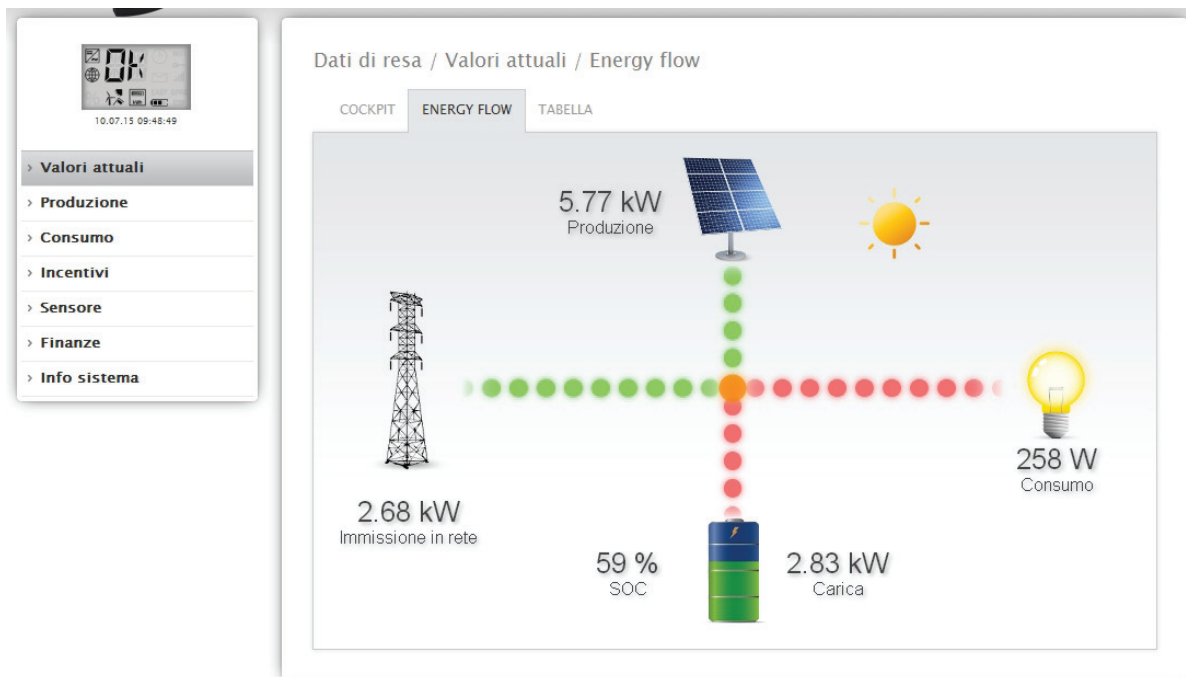 OK
10.07.15 09:48:49
› Valori attuali
› Produzione
› Consumo
› Incentivi
› Sensore
› Finanze
› Info sistema
Dati di resa / Valori attuali / Energy flow
COCKPIT ENERGY FLOW TABELLA
5.77 kW
Produzione
258 W
Consumo
2.68 kW
Immissione in rete
59 %
SOC
2.83 kW
Carica